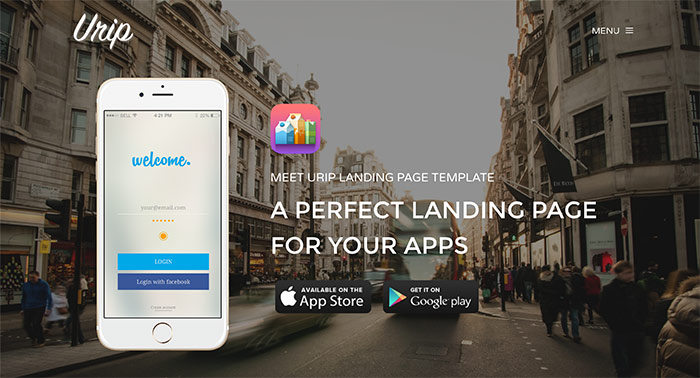 Urip
MENU
BELL
4:21 PM
22%
welcome.
your@email.com
LOGIN
Login with facebook
Create account
MEET URIP LANDING PAGE TEMPLATE
A PERFECT LANDING PAGE
FOR YOUR APPS
AVAILABLE ON THE
App Store
GET IT ON
Google play